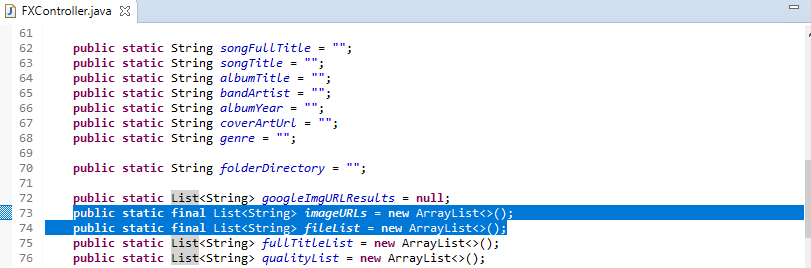 FXController.java
61
62 public static String songFullTitle = "";
63 public static String songTitle = "";
64 public static String albumTitle = "";
65 public static String bandArtist = "";
66 public static String albumYear = "";
67 public static String coverArtUrl = "";
68 public static String genre = "";
69
70 public static String folderDirectory = "";
71
72 public static List<String> googleImgURLResults = null;
73 public static final List<String> imageURLs = new ArrayList<>();
74 public static final List<String> fileList = new ArrayList<>();
75 public static List<String> fullTitleList = new ArrayList<>();
76 public static List<String> qualityList = new ArrayList<>();